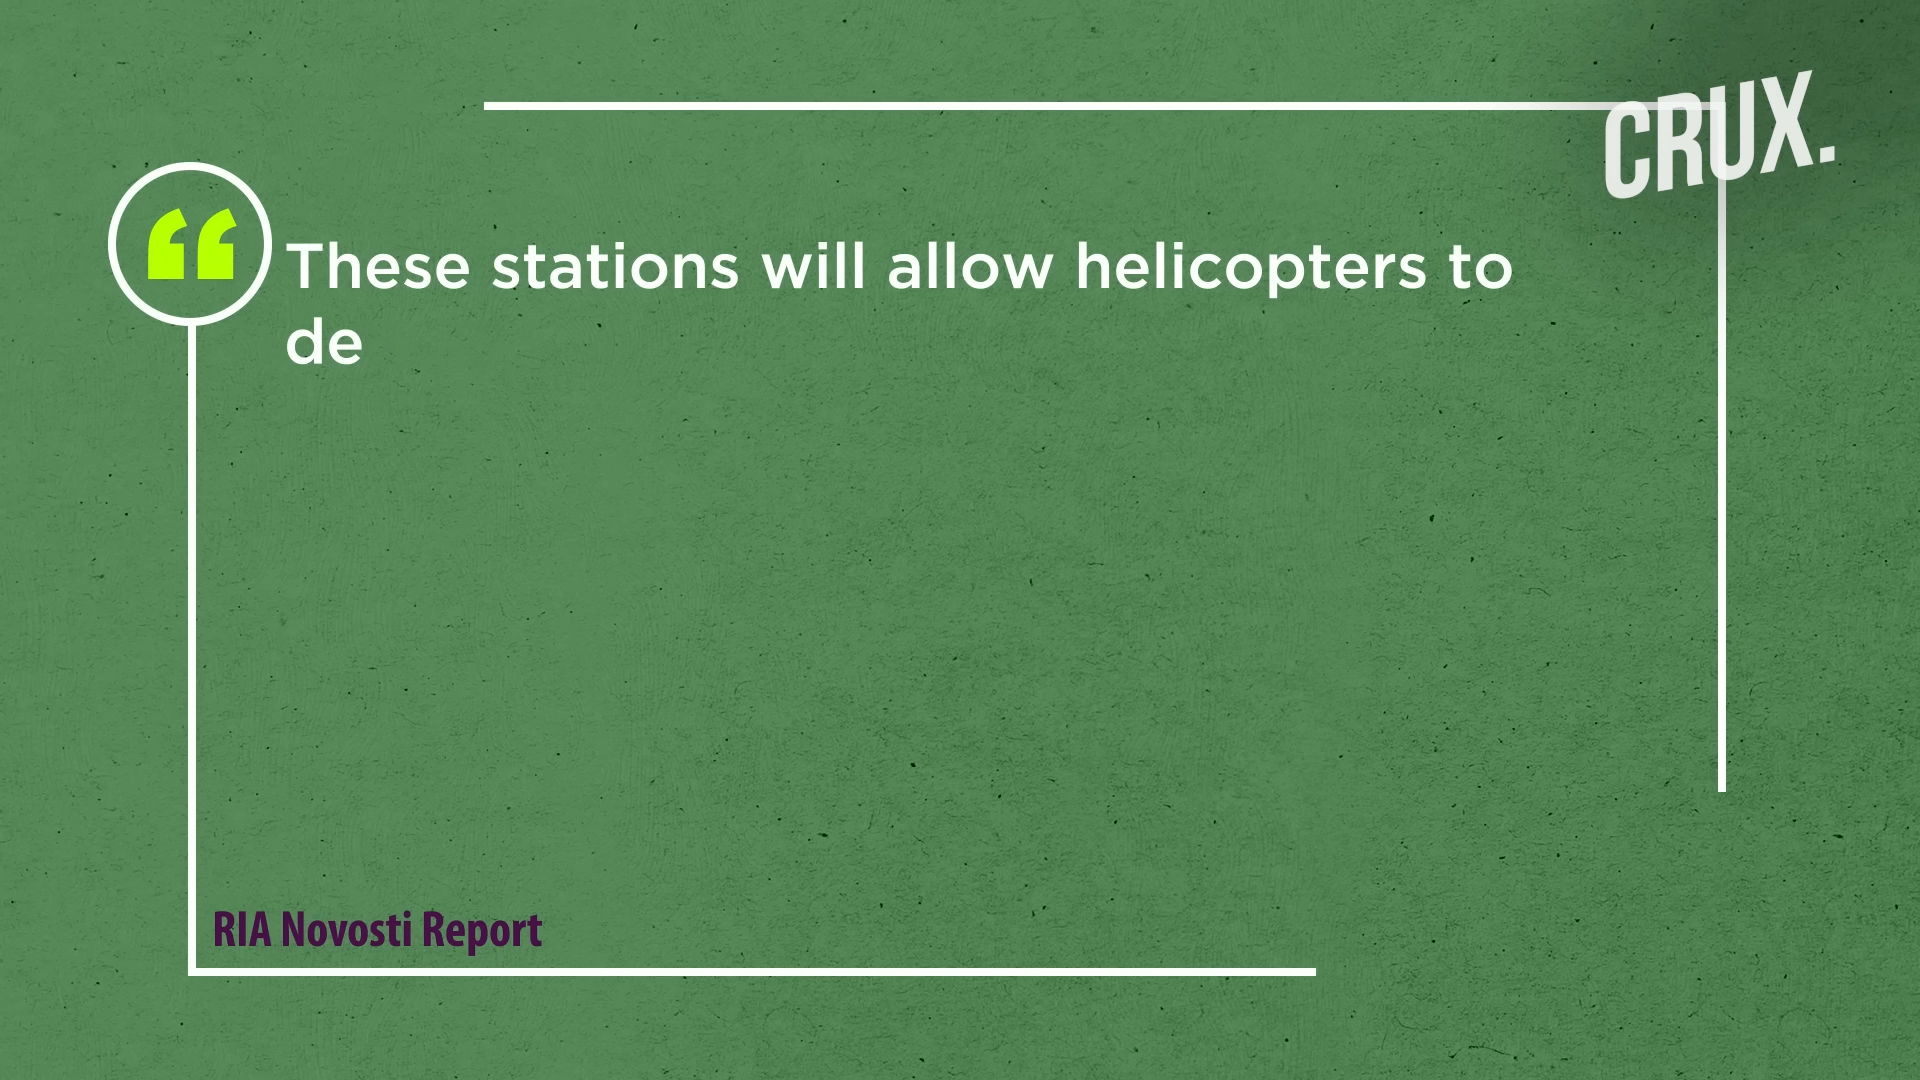 CRUX.
“
These stations will allow helicopters to
de
RIA Novosti Report